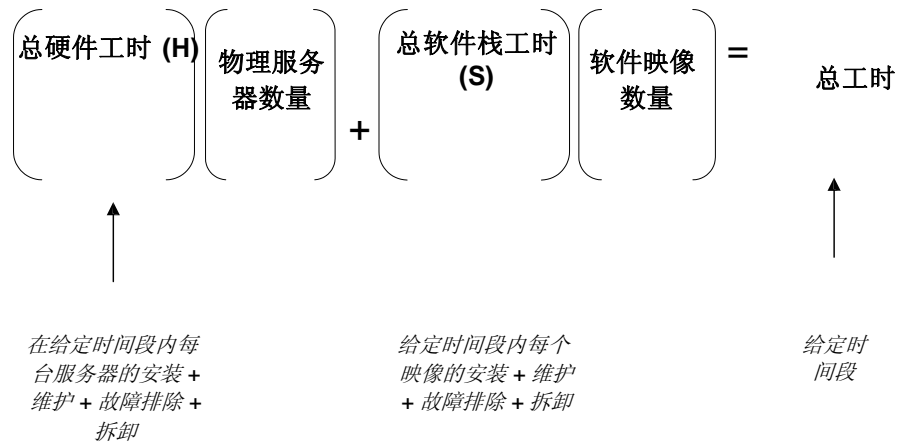 总硬件工时 (H)
物理服务
器数量
+
总软件栈工时
(S)
软件映像
数量
=
总工时
在给定时间段内每
台服务器的安装 +
维护 + 故障排除 +
拆卸
给定时间段内每个
映像的安装 + 维护
+ 故障排除 + 拆卸
给定时
间段